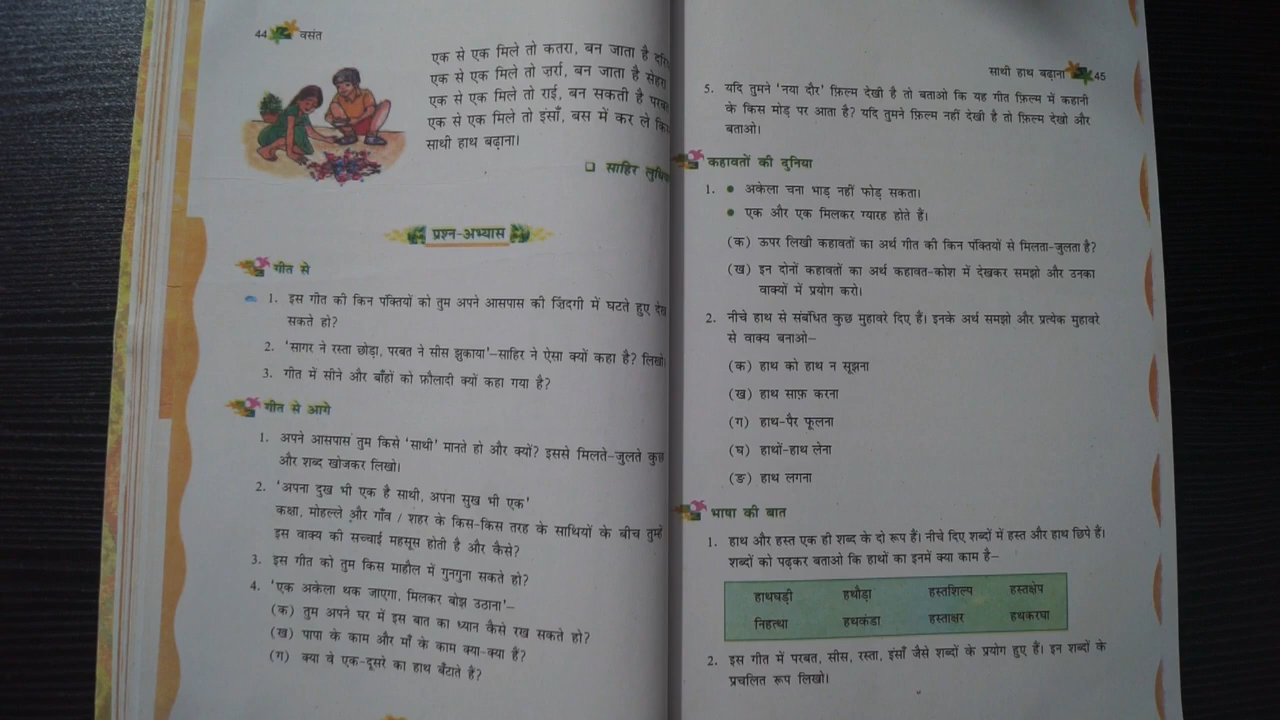 44 वसंत
एक से एक मिले तो कतरा, बन जाता है
एक से एक मिले तो ज़र्रा, बन जाता है सेहरा
एक से एक मिले तो राई, बन सकती है परबत
एक से एक मिले तो इंसाँ, बस में कर ले
साथी हाथ बढ़ाना।
❑ साहिर
प्रश्न-अभ्यास
गीत से
1. इस गीत की किन पंक्तियों को तुम अपने आसपास की ज़िंदगी में घटते हुए देख
सकते हो?
2. 'सागर ने रस्ता छोड़ा, परबत ने सीस झुकाया'–साहिर ने ऐसा क्यों कहा है? लिखो।
3. गीत में सीने और बाँहों को फ़ौलादी क्यों कहा गया है?
गीत से आगे
1. अपने आसपास तुम किसे 'साथी' मानते हो और क्यों? इससे मिलते-जुलते कुछ
और शब्द खोजकर लिखो।
2. 'अपना दुख भी एक है साथी, अपना सुख भी एक'
कक्षा, मोहल्ले और गाँव / शहर के किस-किस तरह के साथियों के बीच तुम्हें
इस वाक्य की सच्चाई महसूस होती है और कैसे?
3. इस गीत को तुम किस माहौल में गुनगुना सकते हो?
4. 'एक अकेला थक जाएगा, मिलकर बोझ उठाना'–
(क) तुम अपने घर में इस बात का ध्यान कैसे रख सकते हो?
(ख) पापा के काम और माँ के काम क्या-क्या हैं?
(ग) क्या वे एक-दूसरे का हाथ बँटाते हैं?
साथी हाथ बढ़ाना 45
5. यदि तुमने 'नया दौर' फ़िल्म देखी है तो बताओ कि यह गीत फ़िल्म में कहानी
के किस मोड़ पर आता है? यदि तुमने फ़िल्म नहीं देखी है तो फ़िल्म देखो और
बताओ।
कहावतों की दुनिया
1. • अकेला चना भाड़ नहीं फोड़ सकता।
• एक और एक मिलकर ग्यारह होते हैं।
(क) ऊपर लिखी कहावतों का अर्थ गीत की किन पंक्तियों से मिलता-जुलता है?
(ख) इन दोनों कहावतों का अर्थ कहावत-कोश में देखकर समझो और उनका
वाक्यों में प्रयोग करो।
2. नीचे हाथ से संबंधित कुछ मुहावरे दिए हैं। इनके अर्थ समझो और प्रत्येक मुहावरे
से वाक्य बनाओ–
(क) हाथ को हाथ न सूझना
(ख) हाथ साफ़ करना
(ग) हाथ-पैर फूलना
(घ) हाथों-हाथ लेना
(ङ) हाथ लगना
भाषा की बात
1. हाथ और हस्त एक ही शब्द के दो रूप हैं। नीचे दिए शब्दों में हस्त और हाथ छिपे हैं।
शब्दों को पढ़कर बताओ कि हाथों का इनमें क्या काम है–
हाथघड़ी हथौड़ा हस्तशिल्प हस्तक्षेप
निहत्था हथकंडा हस्ताक्षर हथकरघा
2. इस गीत में परबत, सीस, रस्ता, इंसाँ जैसे शब्दों के प्रयोग हुए हैं। इन शब्दों के
प्रचलित रूप लिखो।